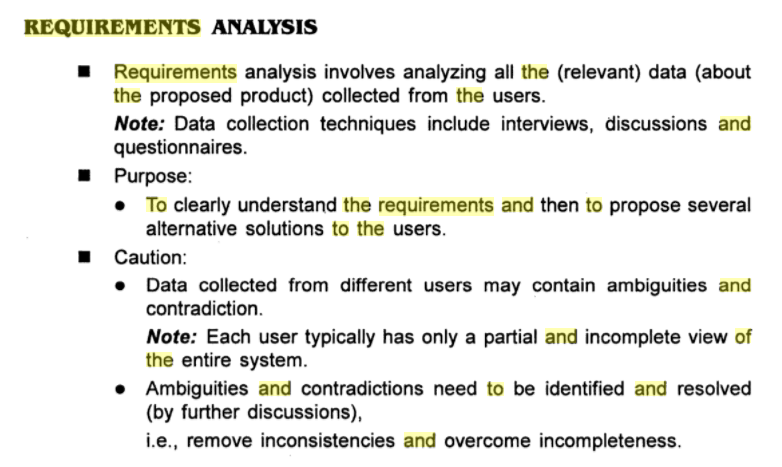 REQUIREMENTS ANALYSIS
■ Requirements analysis involves analyzing all the (relevant) data (about
the proposed product) collected from the users.
Note: Data collection techniques include interviews, discussions and
questionnaires.
■ Purpose:
● To clearly understand the requirements and then to propose several
alternative solutions to the users.
■ Caution:
● Data collected from different users may contain ambiguities and
contradiction.
Note: Each user typically has only a partial and incomplete view of
the entire system.
● Ambiguities and contradictions need to be identified and resolved
(by further discussions),
i.e., remove inconsistencies and overcome incompleteness.